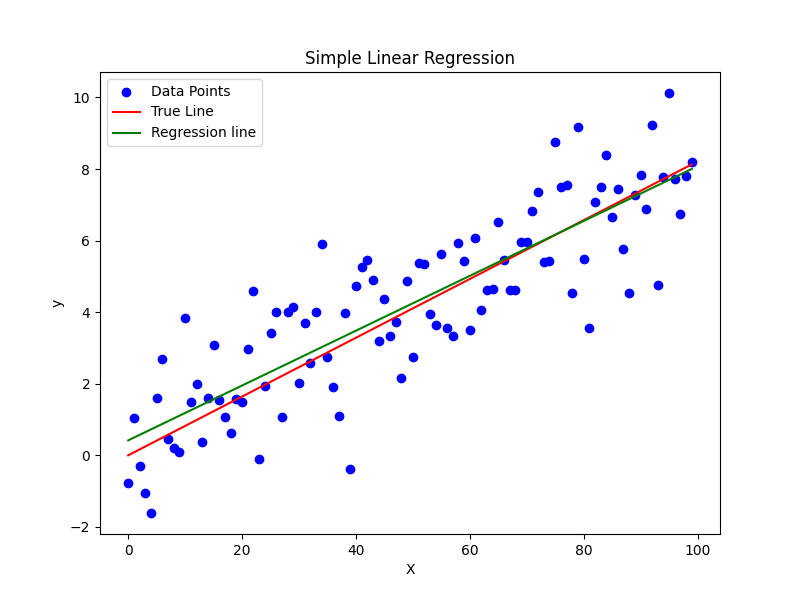 Simple Linear Regression
Data Points
True Line
Regression line
10
8
6
4
2
0
−2
y
0 20 40 60 80 100
X